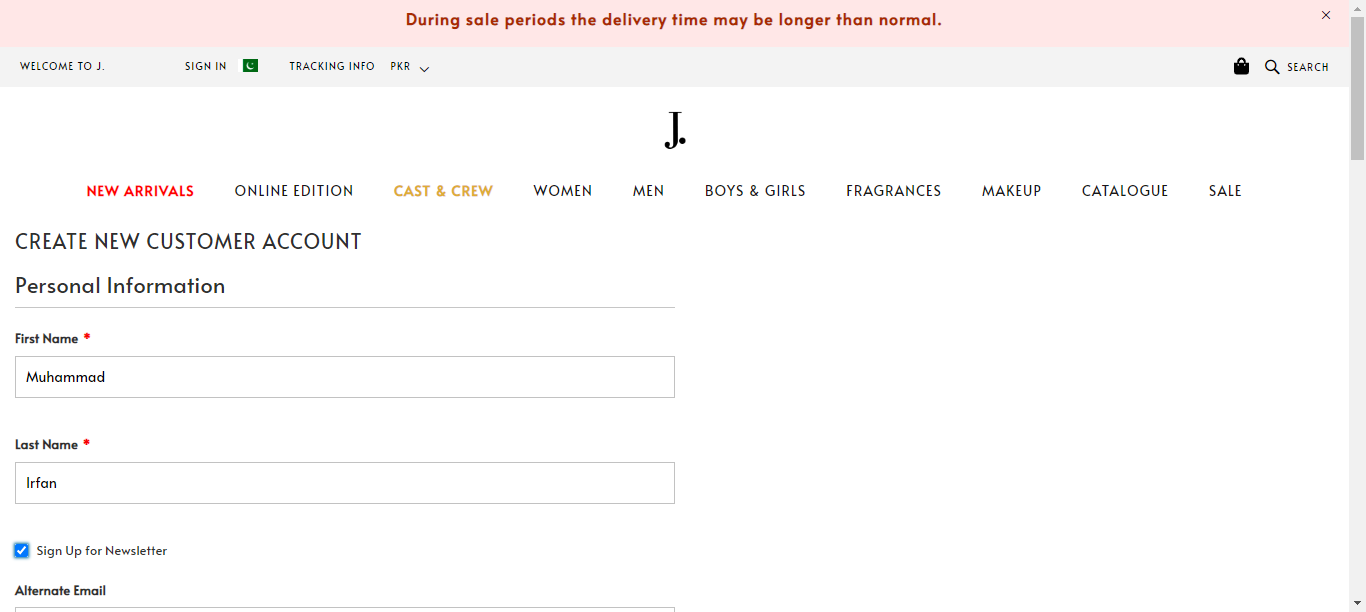 During sale periods the delivery time may be longer than normal.
WELCOME TO J. SIGN IN TRACKING INFO PKR SEARCH
J.
NEW ARRIVALS ONLINE EDITION CAST & CREW WOMEN MEN BOYS & GIRLS FRAGRANCES MAKEUP CATALOGUE SALE
CREATE NEW CUSTOMER ACCOUNT
Personal Information
First Name *
Muhammad
Last Name *
Irfan
Sign Up for Newsletter
Alternate Email